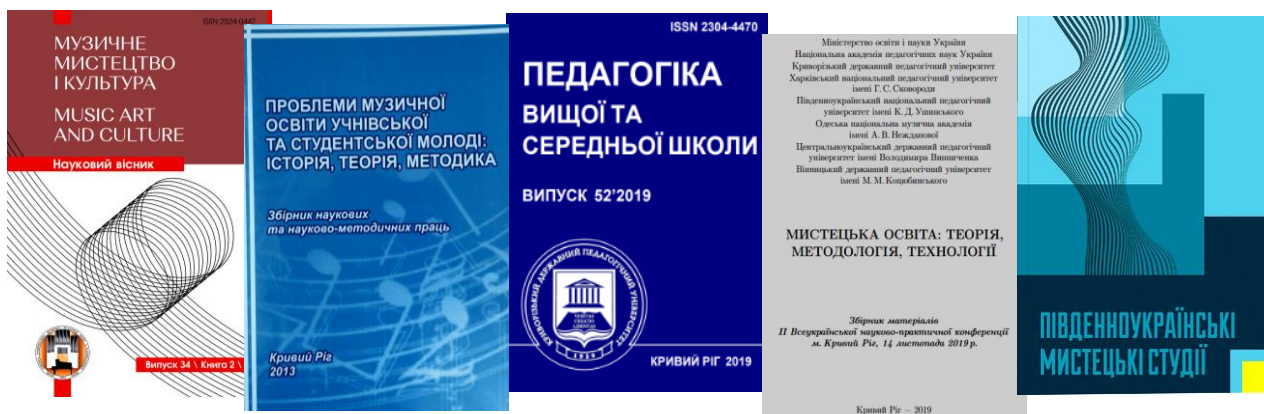 ISSN 2524-0447
МУЗИЧНЕ
МИСТЕЦТВО
І КУЛЬТУРА
MUSIC ART
AND CULTURE
Науковий вісник
Випуск 34 \ Книга 2 \
ПРОБЛЕМИ МУЗИЧНОЇ
ОСВІТИ УЧНІВСЬКОЇ
ТА СТУДЕНТСЬКОЇ МОЛОДІ:
ІСТОРІЯ, ТЕОРІЯ, МЕТОДИКА
Збірник наукових
та науково-методичних праць
Кривий Ріг
2013
ISSN 2304-4470
ПЕДАГОГІКА
ВИЩОЇ ТА
СЕРЕДНЬОЇ ШКОЛИ
ВИПУСК 52'2019
КРИВОРІЗЬКИЙ ДЕРЖАВНИЙ ПЕДАГОГІЧНИЙ УНІВЕРСИТЕТ
1930
КРИВИЙ РІГ 2019
Міністерство освіти і науки України
Національна академія педагогічних наук України
Криворізький державний педагогічний університет
Харківський національний педагогічний університет
імені Г. С. Сковороди
Південноукраїнський національний педагогічний
університет імені К. Д. Ушинського
Одеська національна музична академія
імені А. В. Нежданової
Центральноукраїнський державний педагогічний
університет імені Володимира Винниченка
Вінницький державний педагогічний університет
імені М. М. Коцюбинського
МИСТЕЦЬКА ОСВІТА: ТЕОРІЯ,
МЕТОДОЛОГІЯ, ТЕХНОЛОГІЇ
Збірник матеріалів
II Всеукраїнської науково-практичної конференції
м. Кривий Ріг, 14 листопада 2019 р.
Кривий Ріг — 2019
ПІВДЕННОУКРАЇНСЬКІ
МИСТЕЦЬКІ СТУДІЇ